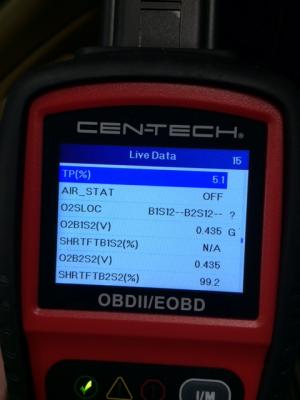 CEN-TECH®
Live Data 15
TP(%) 5.1
AIR_STAT OFF
O2SLOC B1S12--B2S12-- ?
O2B1S2(V) 0.435 G
SHRTFTB1S2(%) N/A
O2B2S2(V) 0.435
SHRTFTB2S2(%) 99.2
OBDII/EOBD
I/M